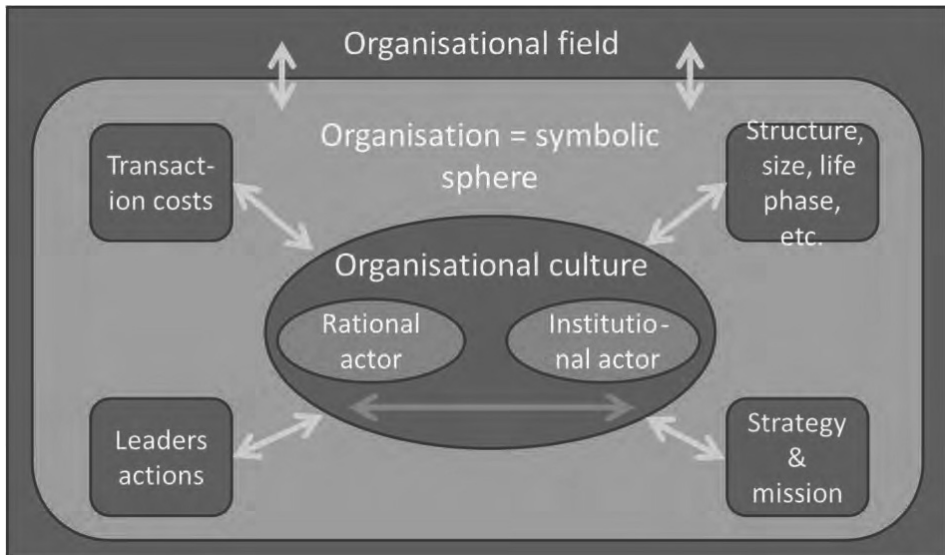 Organisational field
Organisation = symbolic
sphere
Transact-
ion costs
Structure,
size, life
phase,
etc.
Organisational culture
Rational
actor
Institutio-
nal actor
Leaders
actions
Strategy
&
mission